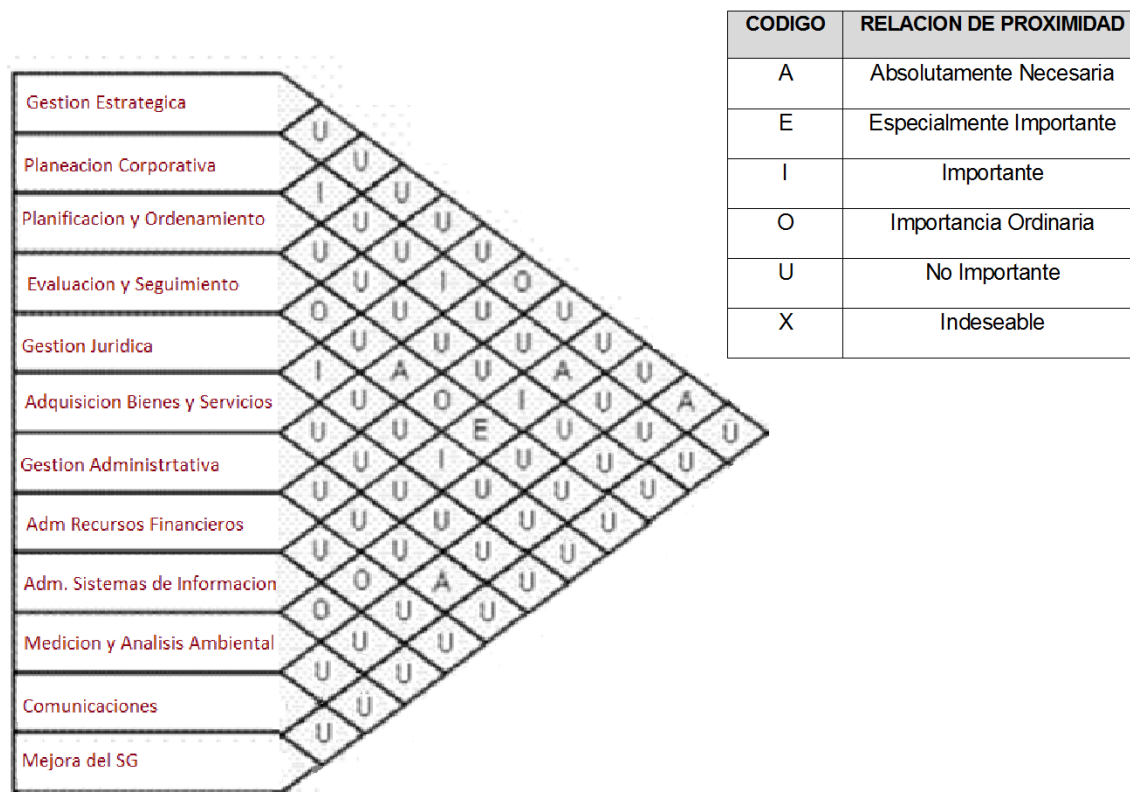 CODIGO RELACION DE PROXIMIDAD
A Absolutamente Necesaria
E Especialmente Importante
I Importante
O Importancia Ordinaria
U No Importante
X Indeseable
Gestion Estrategica
U
Planeacion Corporativa U
I U
Planificacion y Ordenamiento U U
U U U
Evaluacion y Seguimiento U I O
O U U U
Gestion Juridica U U U U
I A U A U
Adquisicion Bienes y Servicios U O I U A
U U E U U Ü
Gestion Administrtativa U I U U U
U U U U U
Adm Recursos Financieros U U U U
U U U U
Adm. Sistemas de Informacion O A U
O U U
Medicion y Analisis Ambiental U U
U U
Comunicaciones Ü
U
Mejora del SG